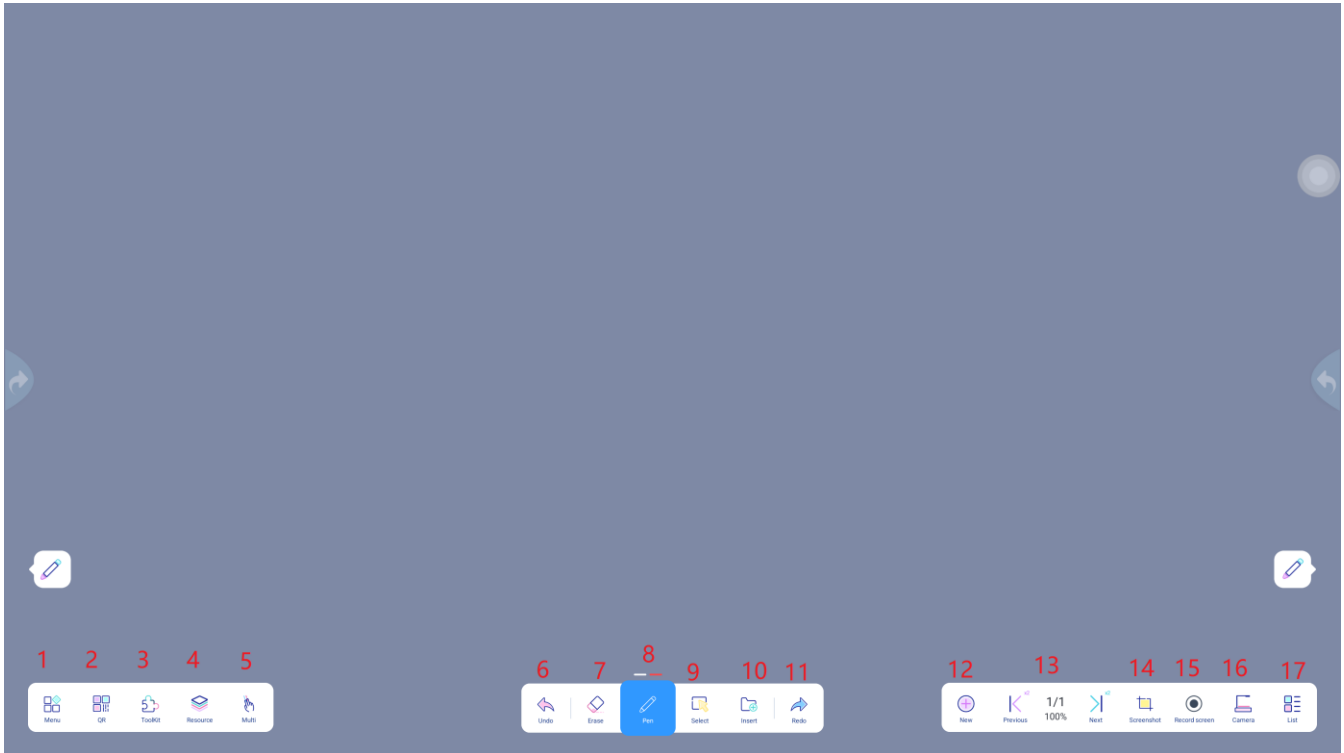 1 2 3 4 5
Menu QR ToolKit Resource Multi
6 7 8 9 10 11
Undo Erase Pen Select Insert Redo
12 13 14 15 16 17
New Previous 1/1 Next Screenshot Record screen Camera List
100%